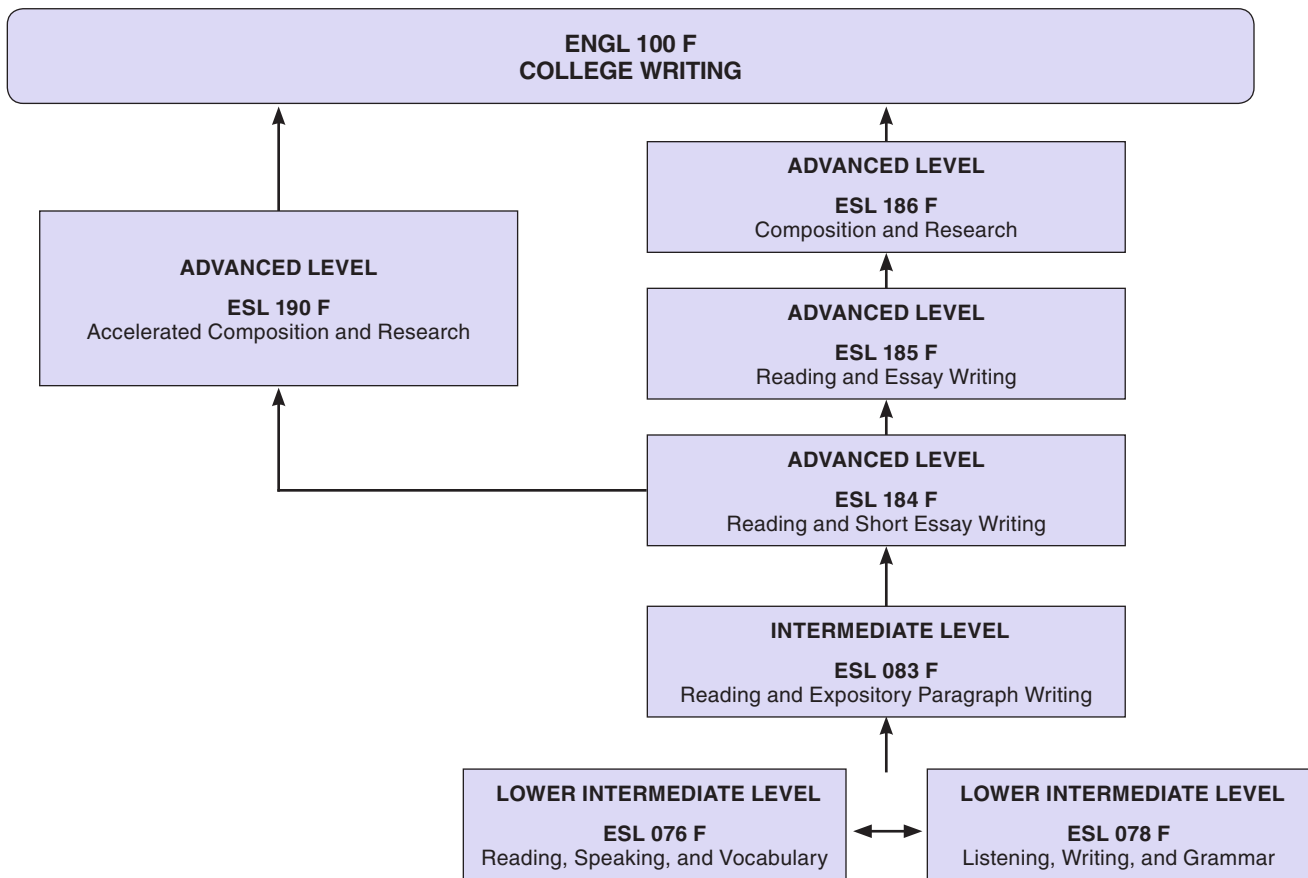 ENGL 100 F
COLLEGE WRITING
ADVANCED LEVEL
ESL 186 F
Composition and Research
ADVANCED LEVEL
ESL 190 F
Accelerated Composition and Research
ADVANCED LEVEL
ESL 185 F
Reading and Essay Writing
ADVANCED LEVEL
ESL 184 F
Reading and Short Essay Writing
INTERMEDIATE LEVEL
ESL 083 F
Reading and Expository Paragraph Writing
LOWER INTERMEDIATE LEVEL
ESL 076 F
Reading, Speaking, and Vocabulary
LOWER INTERMEDIATE LEVEL
ESL 078 F
Listening, Writing, and Grammar